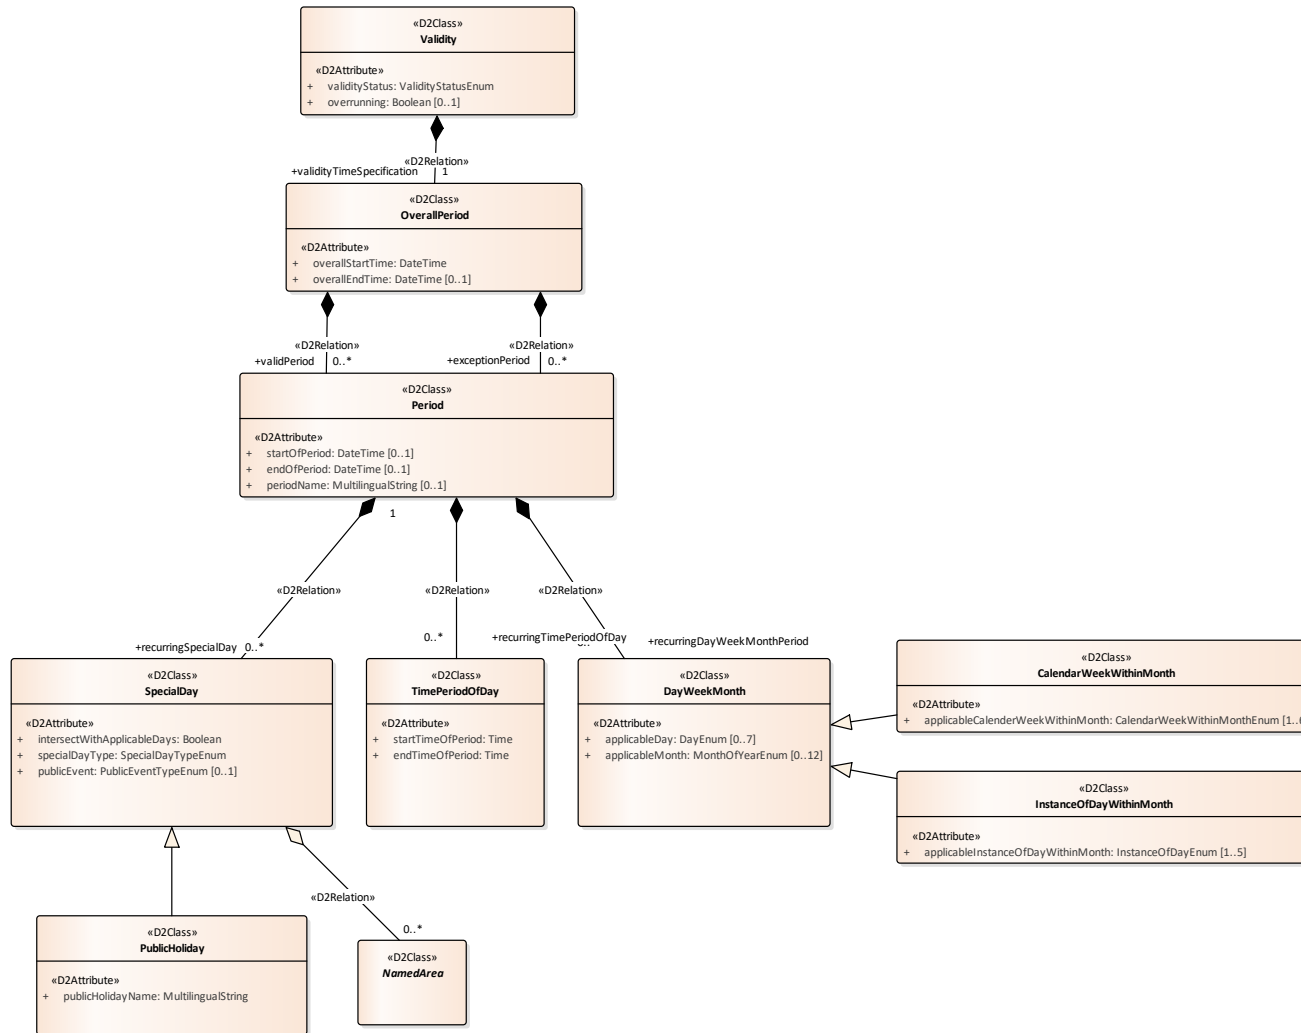 «D2Class»
Validity
«D2Attribute»
+ validityStatus: ValidityStatusEnum
+ overrunning: Boolean [0..1]
«D2Relation»
+validityTimeSpecification 1
«D2Class»
OverallPeriod
«D2Attribute»
+ overallStartTime: DateTime
+ overallEndTime: DateTime [0..1]
«D2Relation»
+validPeriod 0..*
«D2Relation»
+exceptionPeriod 0..*
«D2Class»
Period
«D2Attribute»
+ startOfPeriod: DateTime [0..1]
+ endOfPeriod: DateTime [0..1]
+ periodName: MultilingualString [0..1]
1
«D2Relation»
«D2Relation»
«D2Relation»
+recurringSpecialDay 0..*
0..* +recurringTimePeriodOfDay
+recurringDayWeekMonthPeriod
«D2Class»
SpecialDay
«D2Attribute»
+ intersectWithApplicableDays: Boolean
+ specialDayType: SpecialDayTypeEnum
+ publicEvent: PublicEventTypeEnum [0..1]
«D2Class»
TimePeriodOfDay
«D2Attribute»
+ startTimeOfPeriod: Time
+ endTimeOfPeriod: Time
«D2Class»
DayWeekMonth
«D2Attribute»
+ applicableDay: DayEnum [0..7]
+ applicableMonth: MonthOfYearEnum [0..12]
«D2Class»
CalendarWeekWithinMonth
«D2Attribute»
+ applicableCalenderWeekWithinMonth: CalendarWeekWithinMonthEnum
«D2Class»
InstanceOfDayWithinMonth
«D2Attribute»
+ applicableInstanceOfDayWithinMonth: InstanceOfDayEnum [1..5]
«D2Relation»
0..*
«D2Class»
PublicHoliday
«D2Attribute»
+ publicHolidayName: MultilingualString
«D2Class»
NamedArea